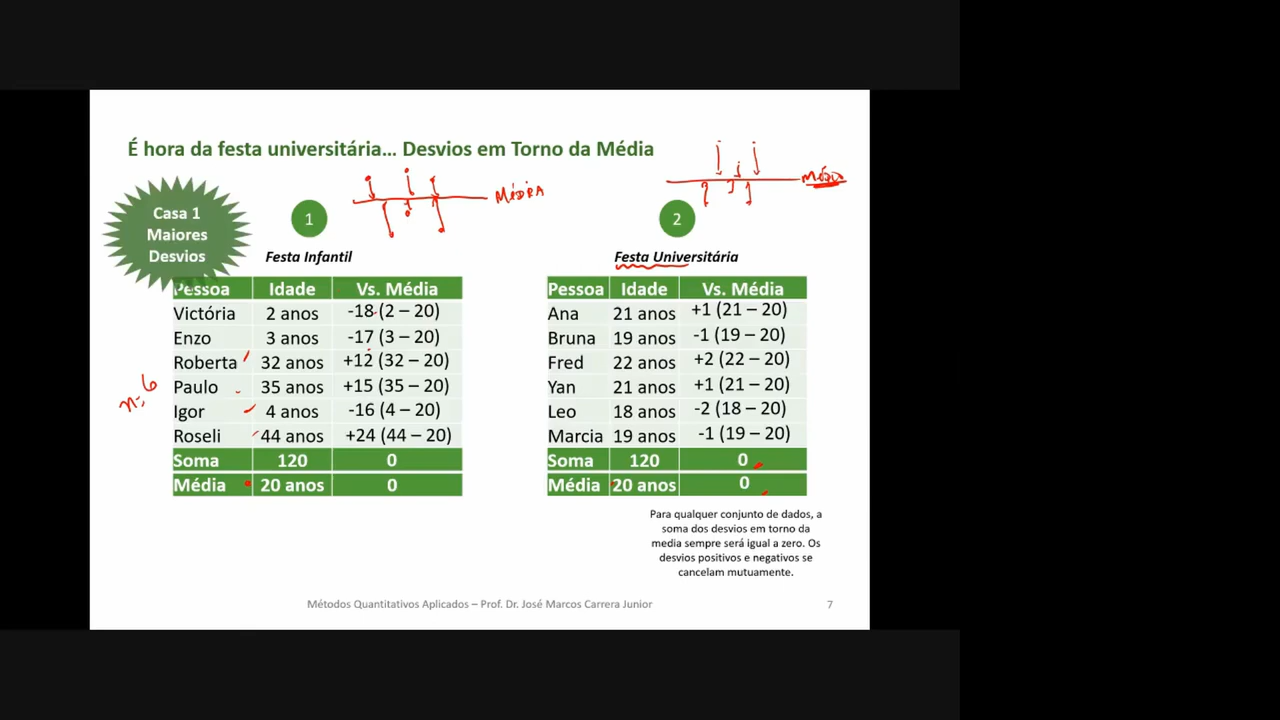 É hora da festa universitária... Desvios em Torno da Média
Casa 1
Maiores
Desvios
1
MÉDIA
Festa Infantil
Pessoa Idade Vs. Média
Victória 2 anos -18 (2 – 20)
Enzo 3 anos -17 (3 – 20)
Roberta 32 anos +12 (32 – 20)
Paulo 35 anos +15 (35 – 20)
Igor 4 anos -16 (4 – 20)
Roseli 44 anos +24 (44 – 20)
Soma 120 0
Média 20 anos 0
n: 6
2
Festa Universitária
Pessoa Idade Vs. Média
Ana 21 anos +1 (21 – 20)
Bruna 19 anos -1 (19 – 20)
Fred 22 anos +2 (22 – 20)
Yan 21 anos +1 (21 – 20)
Leo 18 anos -2 (18 – 20)
Marcia 19 anos -1 (19 – 20)
Soma 120 0
Média 20 anos 0
Para qualquer conjunto de dados, a
soma dos desvios em torno da
media sempre será igual a zero. Os
desvios positivos e negativos se
cancelam mutuamente.
Métodos Quantitativos Aplicados – Prof. Dr. José Marcos Carrera Junior
7